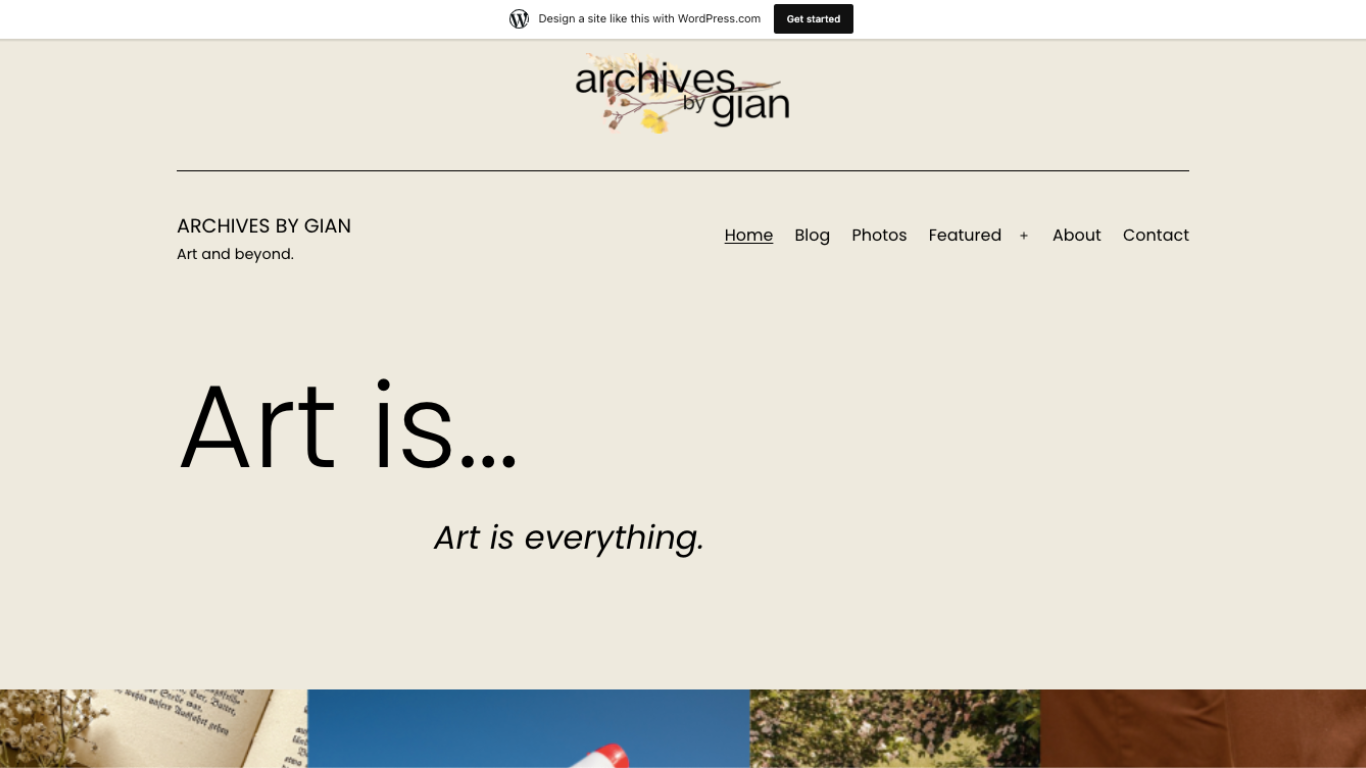 Design a site like this with WordPress.com
Get started
archives.
by gian
ARCHIVES BY GIAN
Art and beyond.
Home
Blog
Photos
Featured
+
About
Contact
Art is...
Art is everything.